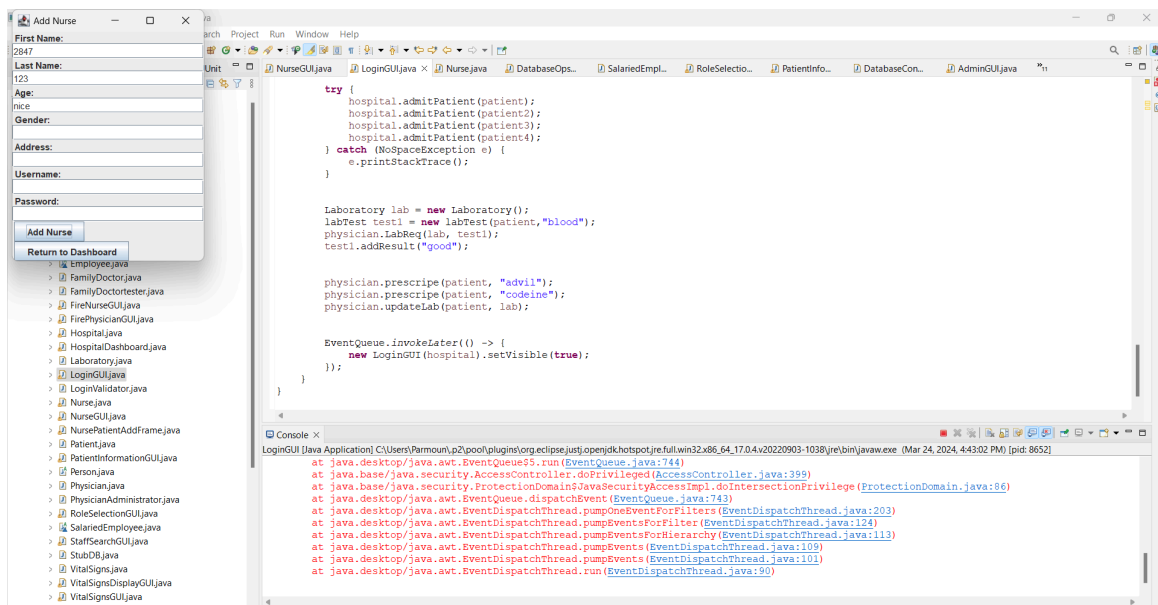 Add Nurse
First Name:
2847
Last Name:
123
Age:
nice
Gender:
Address:
Username:
Password:
Add Nurse
Return to Dashboard
Project Run Window Help
NurseGUI.java LoginGUI.java Nurse.java DatabaseOps... SalariedEmpl... RoleSelectio... PatientInfo... DatabaseCon... AdminGUI.java »11
try {
hospital.admitPatient(patient);
hospital.admitPatient(patient2);
hospital.admitPatient(patient3);
hospital.admitPatient(patient4);
} catch (NoSpaceException e) {
e.printStackTrace();
}
Laboratory lab = new Laboratory();
labTest test1 = new labTest(patient,"blood");
physician.LabReq(lab, test1);
test1.addResult("good");
physician.prescripe(patient, "advil");
physician.prescripe(patient, "codeine");
physician.updateLab(patient, lab);
EventQueue.invokeLater(() -> {
new LoginGUI(hospital).setVisible(true);
});
}
}
Employee.java
FamilyDoctor.java
FamilyDoctortester.java
FireNurseGUI.java
FirePhysicianGUI.java
Hospital.java
HospitalDashboard.java
Laboratory.java
LoginGUI.java
LoginValidator.java
Nurse.java
NurseGUI.java
NursePatientAddFrame.java
Patient.java
PatientInformationGUI.java
Person.java
Physician.java
PhysicianAdministrator.java
RoleSelectionGUI.java
SalariedEmployee.java
StaffSearchGUI.java
StubDB.java
VitalSigns.java
VitalSignsDisplayGUI.java
VitalSignsGUI.java
Console
LoginGUI [Java Application] C:\Users\Parmoun\.p2\pool\plugins\org.eclipse.justj.openjdk.hotspot.jre.full.win32.x86_64_17.0.4.v20220903-1038\jre\bin\javaw.exe (Mar 24, 2024, 4:43:02 PM) [pid: 8652]
at java.desktop/java.awt.EventQueue$5.run(EventQueue.java:744)
at java.base/java.security.AccessController.doPrivileged(AccessController.java:399)
at java.base/java.security.ProtectionDomain$JavaSecurityAccessImpl.doIntersectionPrivilege(ProtectionDomain.java:86)
at java.desktop/java.awt.EventQueue.dispatchEvent(EventQueue.java:743)
at java.desktop/java.awt.EventDispatchThread.pumpOneEventForFilters(EventDispatchThread.java:203)
at java.desktop/java.awt.EventDispatchThread.pumpEventsForFilter(EventDispatchThread.java:124)
at java.desktop/java.awt.EventDispatchThread.pumpEventsForHierarchy(EventDispatchThread.java:113)
at java.desktop/java.awt.EventDispatchThread.pumpEvents(EventDispatchThread.java:109)
at java.desktop/java.awt.EventDispatchThread.pumpEvents(EventDispatchThread.java:101)
at java.desktop/java.awt.EventDispatchThread.run(EventDispatchThread.java:90)